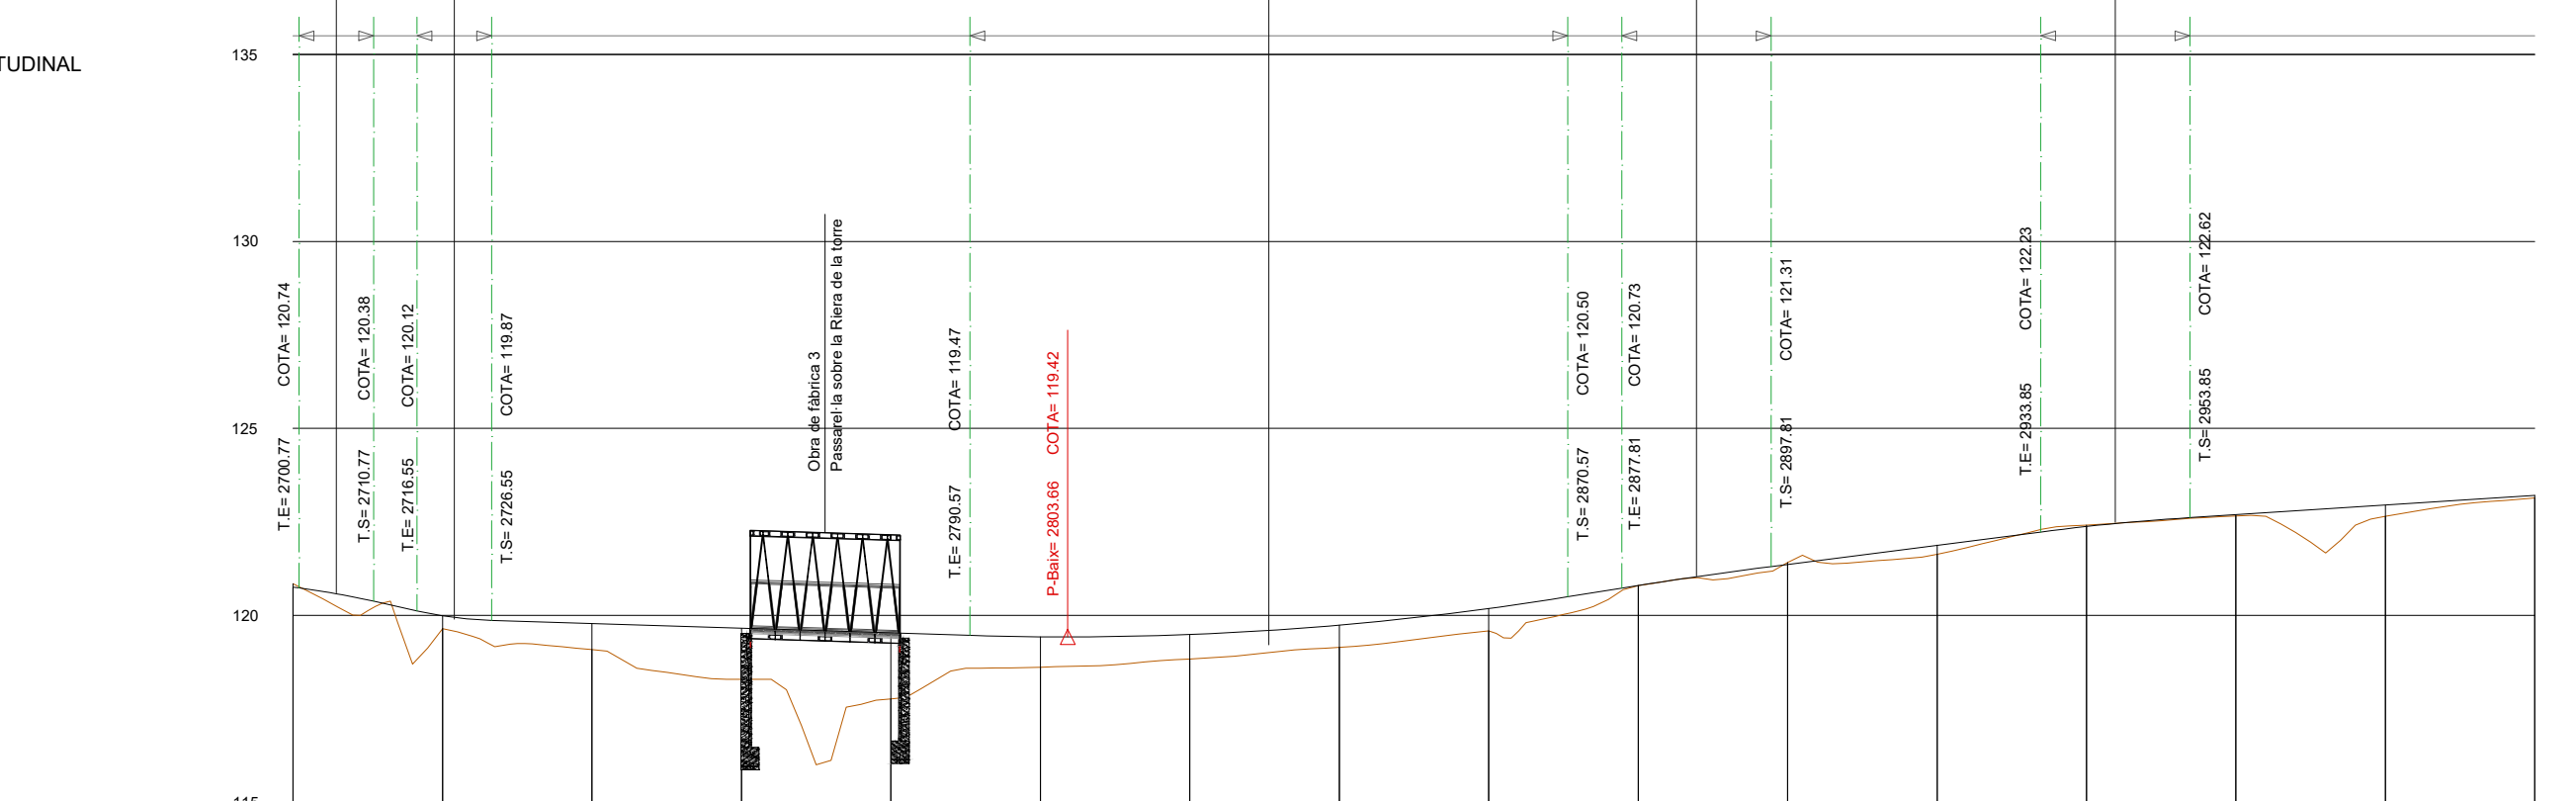 TUDINAL
135
130
125
120
115
T.E= 2700.77 COTA= 120.74
T.S= 2710.77 COTA= 120.38
T.E= 2716.55 COTA= 120.12
T.S= 2726.55 COTA= 119.87
Obra de fàbrica 3
Passarel·la sobre la Riera de la torre
T.E= 2790.57 COTA= 119.47
P-Baix= 2803.66 COTA= 119.42
T.S= 2870.57 COTA= 120.50
T.E= 2877.81 COTA= 120.73
T.S= 2897.81 COTA= 121.31
T.E= 2933.85 COTA= 122.23
T.S= 2953.85 COTA= 122.62